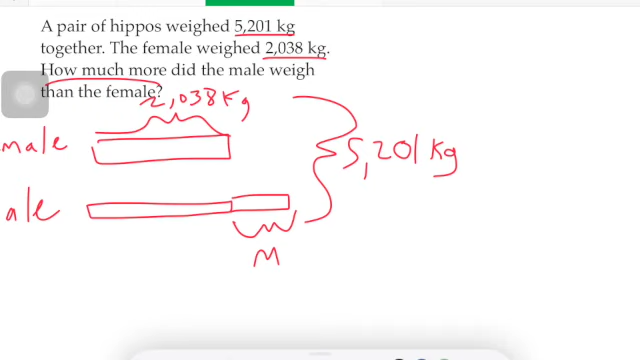 A pair of hippos weighed 5,201 kg
together. The female weighed 2,038 kg.
How much more did the male weigh
than the female?
2,038 Kg
male
5,201 kg
ale
M